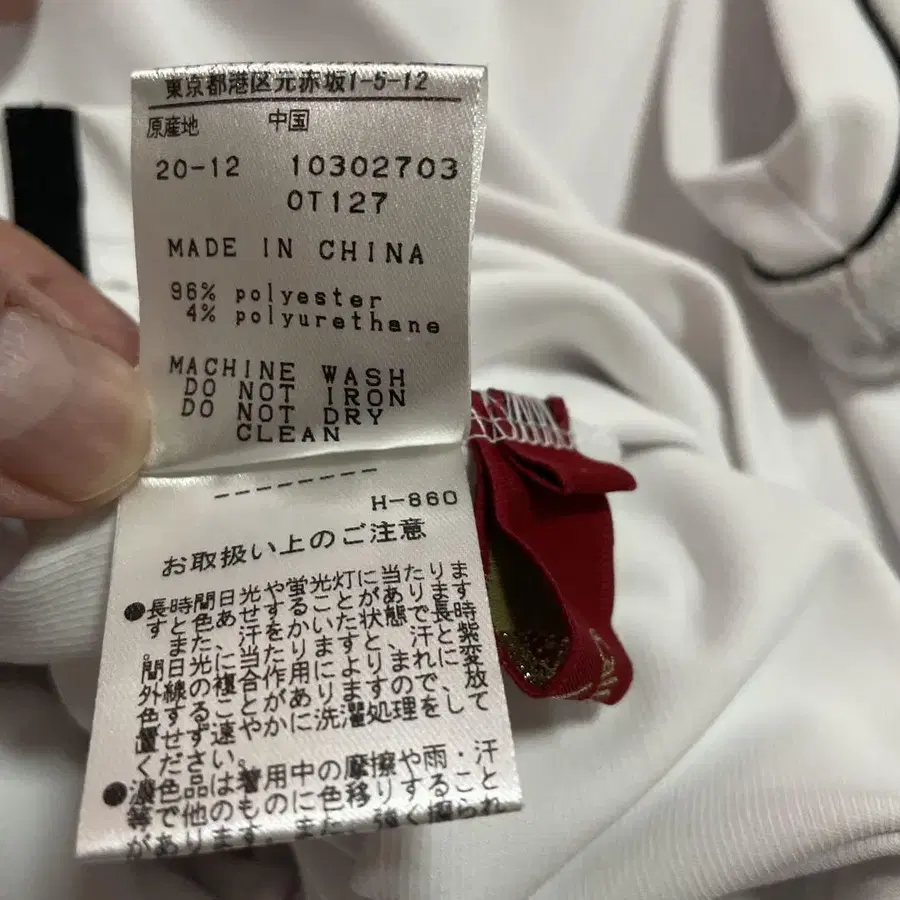 東京都港区元赤坂1-5-12
原産地 中国
20-12 10302703
0T127
MADE IN CHINA
96% polyester
4% polyurethane
MACHINE WASH
DO NOT IRON
DO NOT DRY
CLEAN
--------
H-860
お取扱い上のご注意
●長時間日光や蛍光灯に当たりま
すと色あせすることがあります
。また、汗をかいた状態で長時
間日光に当たりますと、汗と紫
外線の複合作用によりまれに変
色することがありますので、放
置せず速やかに洗濯処理をして
ください。
●濃色品は着用中の摩擦や雨・汗
等で他のものに色移りすること
があります。また、強く擦られ